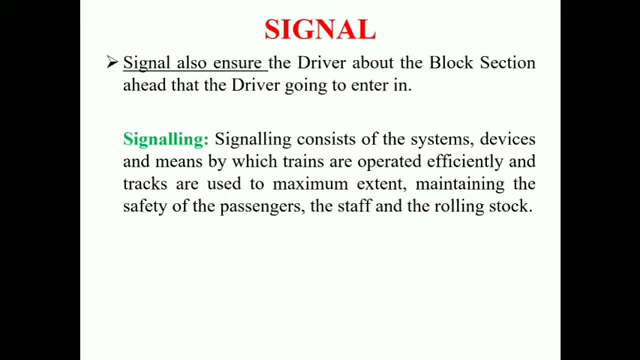 SIGNAL
➢ Signal also ensure the Driver about the Block Section
ahead that the Driver going to enter in.
Signalling: Signalling consists of the systems, devices
and means by which trains are operated efficiently and
tracks are used to maximum extent, maintaining the
safety of the passengers, the staff and the rolling stock.